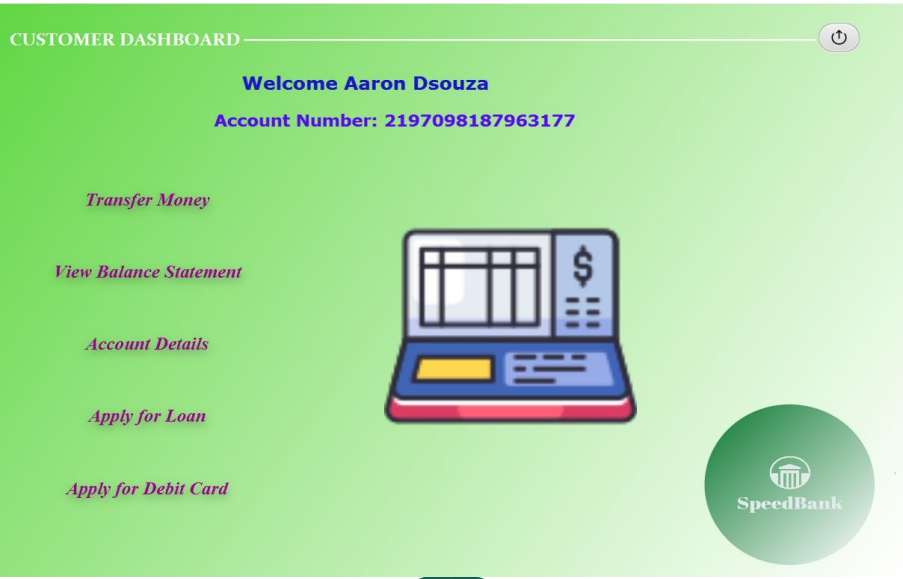 CUSTOMER DASHBOARD
Welcome Aaron Dsouza
Account Number: 2197098187963177
Transfer Money
View Balance Statement
$
Account Details
Apply for Loan
Apply for Debit Card
SpeedBank